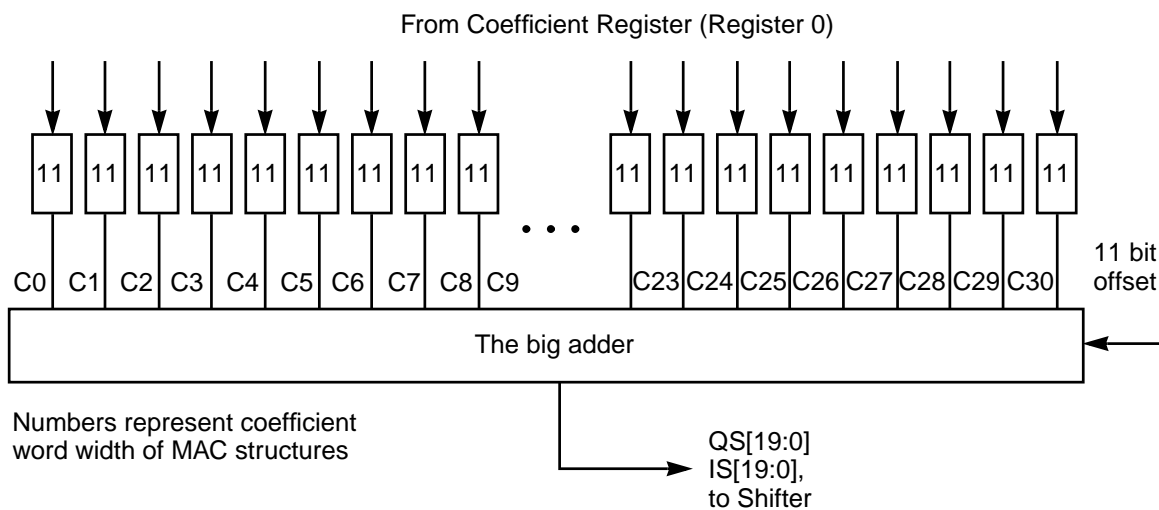 From Coefficient Register (Register 0)
11 11 11 11 11 11 11 11 11 • • • 11 11 11 11 11 11 11 11 11
C0 C1 C2 C3 C4 C5 C6 C7 C8 C9 C23 C24 C25 C26 C27 C28 C29 C30
11 bit
offset
The big adder
Numbers represent coefficient
word width of MAC structures
QS[19:0]
IS[19:0],
to Shifter